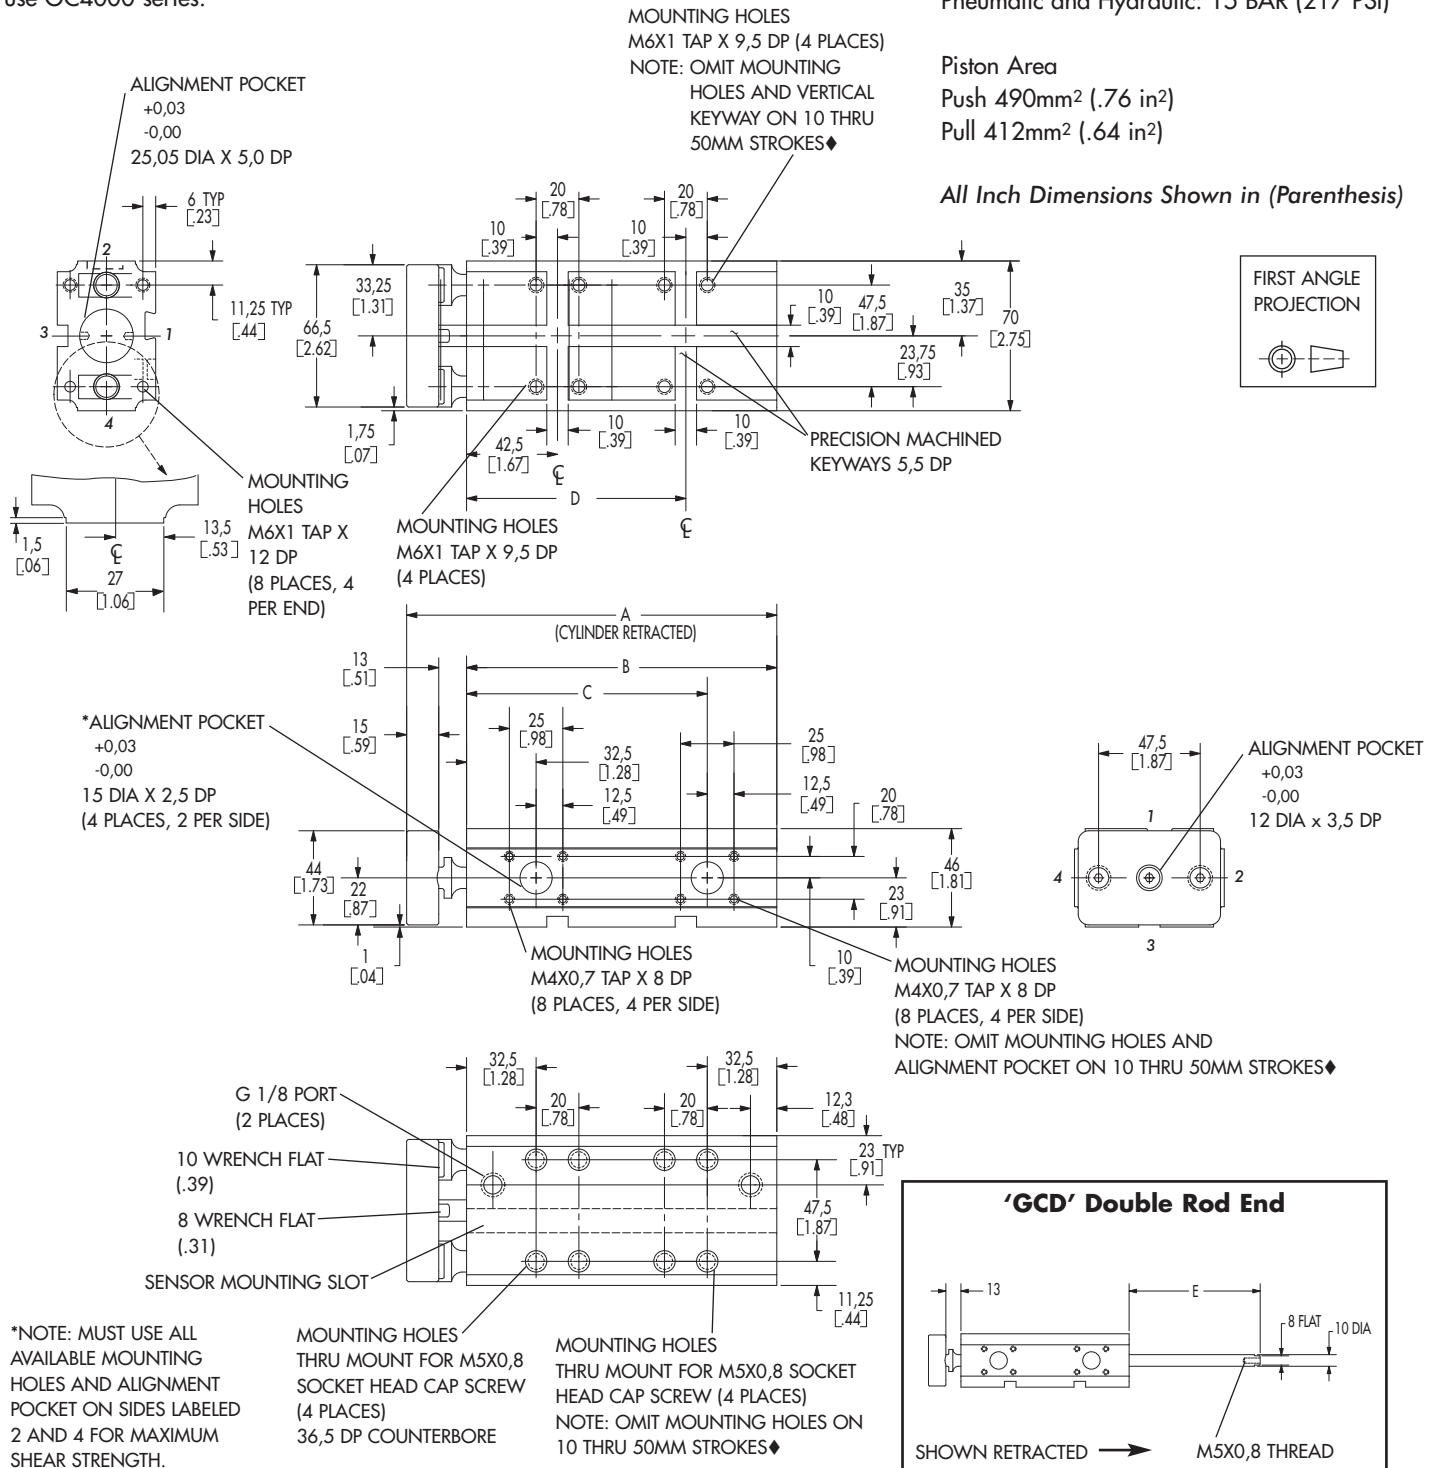 use GC4000 series.
Pneumatic and Hydraulic: 15 BAR (217 PSI)
Piston Area
Push 490mm² (.76 in²)
Pull 412mm² (.64 in²)
All Inch Dimensions Shown in (Parenthesis)
FIRST ANGLE
PROJECTION
MOUNTING HOLES
M6X1 TAP X 9,5 DP (4 PLACES)
NOTE: OMIT MOUNTING
HOLES AND VERTICAL
KEYWAY ON 10 THRU
50MM STROKES♦
ALIGNMENT POCKET
+0,03
-0,00
25,05 DIA X 5,0 DP
6 TYP
[.23]
2
11,25 TYP
[.44]
3
1
4
MOUNTING
HOLES
M6X1 TAP X
12 DP
(8 PLACES, 4
PER END)
1,5
[.06]
℄
13,5
[.53]
27
[1.06]
20
[.78]
20
[.78]
10
[.39]
10
[.39]
33,25
[1.31]
66,5
[2.62]
10
[.39]
47,5
[1.87]
35
[1.37]
70
[2.75]
23,75
[.93]
1,75
[.07]
10
[.39]
10
[.39]
42,5
[1.67]
℄
D
℄
PRECISION MACHINED
KEYWAYS 5,5 DP
MOUNTING HOLES
M6X1 TAP X 9,5 DP
(4 PLACES)
A
(CYLINDER RETRACTED)
13
[.51]
B
C
*ALIGNMENT POCKET
+0,03
-0,00
15 DIA X 2,5 DP
(4 PLACES, 2 PER SIDE)
15
[.59]
25
[.98]
32,5
[1.28]
12,5
[.49]
25
[.98]
12,5
[.49]
20
[.78]
44
[1.73]
22
[.87]
46
[1.81]
23
[.91]
1
[.04]
10
[.39]
MOUNTING HOLES
M4X0,7 TAP X 8 DP
(8 PLACES, 4 PER SIDE)
MOUNTING HOLES
M4X0,7 TAP X 8 DP
(8 PLACES, 4 PER SIDE)
NOTE: OMIT MOUNTING HOLES AND
ALIGNMENT POCKET ON 10 THRU 50MM STROKES♦
47,5
[1.87]
ALIGNMENT POCKET
+0,03
-0,00
12 DIA x 3,5 DP
1
4
2
3
32,5
[1.28]
32,5
[1.28]
G 1/8 PORT
(2 PLACES)
20
[.78]
20
[.78]
12,3
[.48]
10 WRENCH FLAT
(.39)
23 TYP
[.91]
8 WRENCH FLAT
(.31)
47,5
[1.87]
SENSOR MOUNTING SLOT
11,25
[.44]
*NOTE: MUST USE ALL
AVAILABLE MOUNTING
HOLES AND ALIGNMENT
POCKET ON SIDES LABELED
2 AND 4 FOR MAXIMUM
SHEAR STRENGTH.
MOUNTING HOLES
THRU MOUNT FOR M5X0,8
SOCKET HEAD CAP SCREW
(4 PLACES)
36,5 DP COUNTERBORE
MOUNTING HOLES
THRU MOUNT FOR M5X0,8 SOCKET
HEAD CAP SCREW (4 PLACES)
NOTE: OMIT MOUNTING HOLES ON
10 THRU 50MM STROKES♦
'GCD' Double Rod End
13
E
8 FLAT
10 DIA
SHOWN RETRACTED
M5X0,8 THREAD